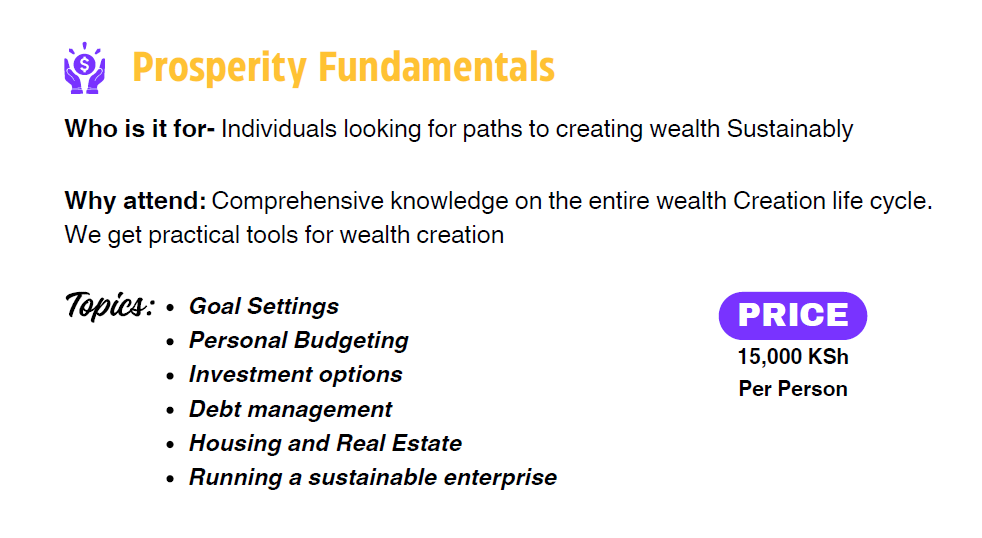 Prosperity Fundamentals
Who is it for- Individuals looking for paths to creating wealth Sustainably
Why attend: Comprehensive knowledge on the entire wealth Creation life cycle.
We get practical tools for wealth creation
Topics:
• Goal Settings
• Personal Budgeting
• Investment options
• Debt management
• Housing and Real Estate
• Running a sustainable enterprise
PRICE
15,000 KSh
Per Person